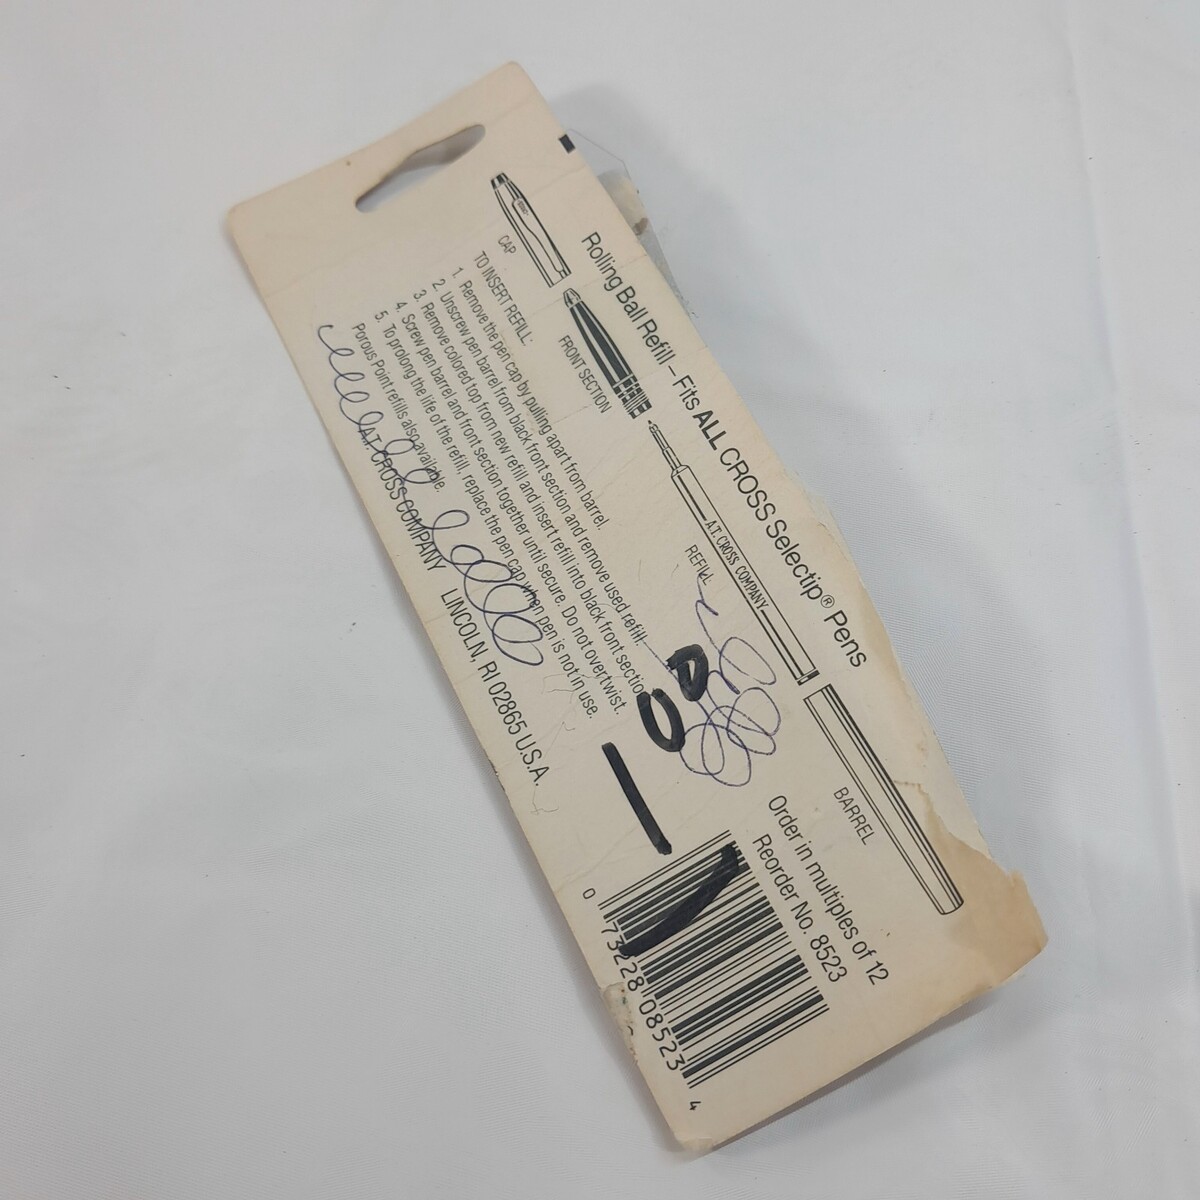 Rolling Ball Refill – Fits ALL CROSS Selectip® Pens
CAP
FRONT SECTION
A.T. CROSS COMPANY
REFILL
BARREL
TO INSERT REFILL:
1. Remove the pen cap by pulling apart from barrel.
2. Unscrew pen barrel from black front section and remove used refill.
3. Remove colored top from new refill and insert refill into black front section
4. Screw pen barrel and front section together until secure. Do not overtwist.
5. To prolong the life of the refill, replace the pen cap when pen is not in use.
Porous Point refills also available.
A.T. CROSS COMPANY LINCOLN, RI 02865 U.S.A.
Order in multiples of 12
Reorder No. 8523
0 73228 08523 4